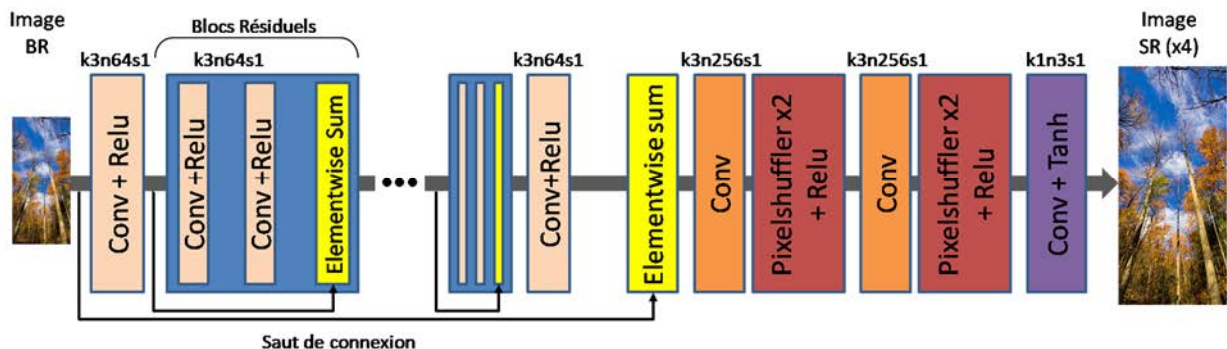 Image
BR
Blocs Résiduels
Image
SR (x4)
k3n64s1
k3n64s1
k3n64s1
k3n256s1
k3n256s1
k1n3s1
Conv + Relu
Conv +Relu
Conv +Relu
Elementwise Sum
Conv+Relu
Elementwise sum
Conv
Pixelshuffler x2
+ Relu
Conv
Pixelshuffler x2
+ Relu
Conv + Tanh
Saut de connexion